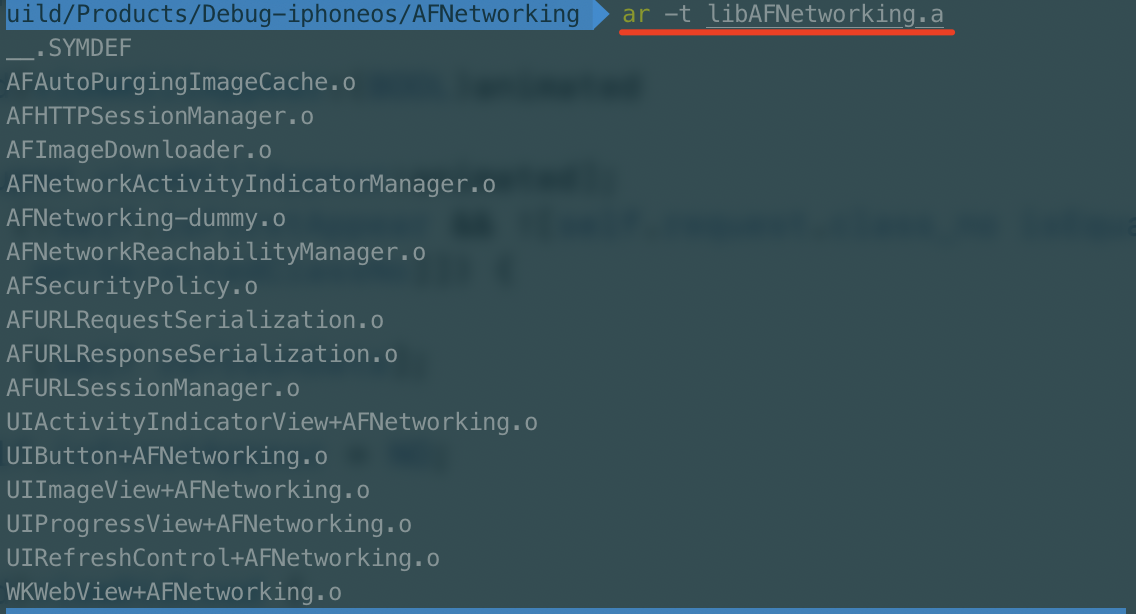 uild/Products/Debug-iphoneos/AFNetworking ar -t libAFNetworking.a
__.SYMDEF
AFAutoPurgingImageCache.o
AFHTTPSessionManager.o
AFImageDownloader.o
AFNetworkActivityIndicatorManager.o
AFNetworking-dummy.o
AFNetworkReachabilityManager.o
AFSecurityPolicy.o
AFURLRequestSerialization.o
AFURLResponseSerialization.o
AFURLSessionManager.o
UIActivityIndicatorView+AFNetworking.o
UIButton+AFNetworking.o
UIImageView+AFNetworking.o
UIProgressView+AFNetworking.o
UIRefreshControl+AFNetworking.o
WKWebView+AFNetworking.o